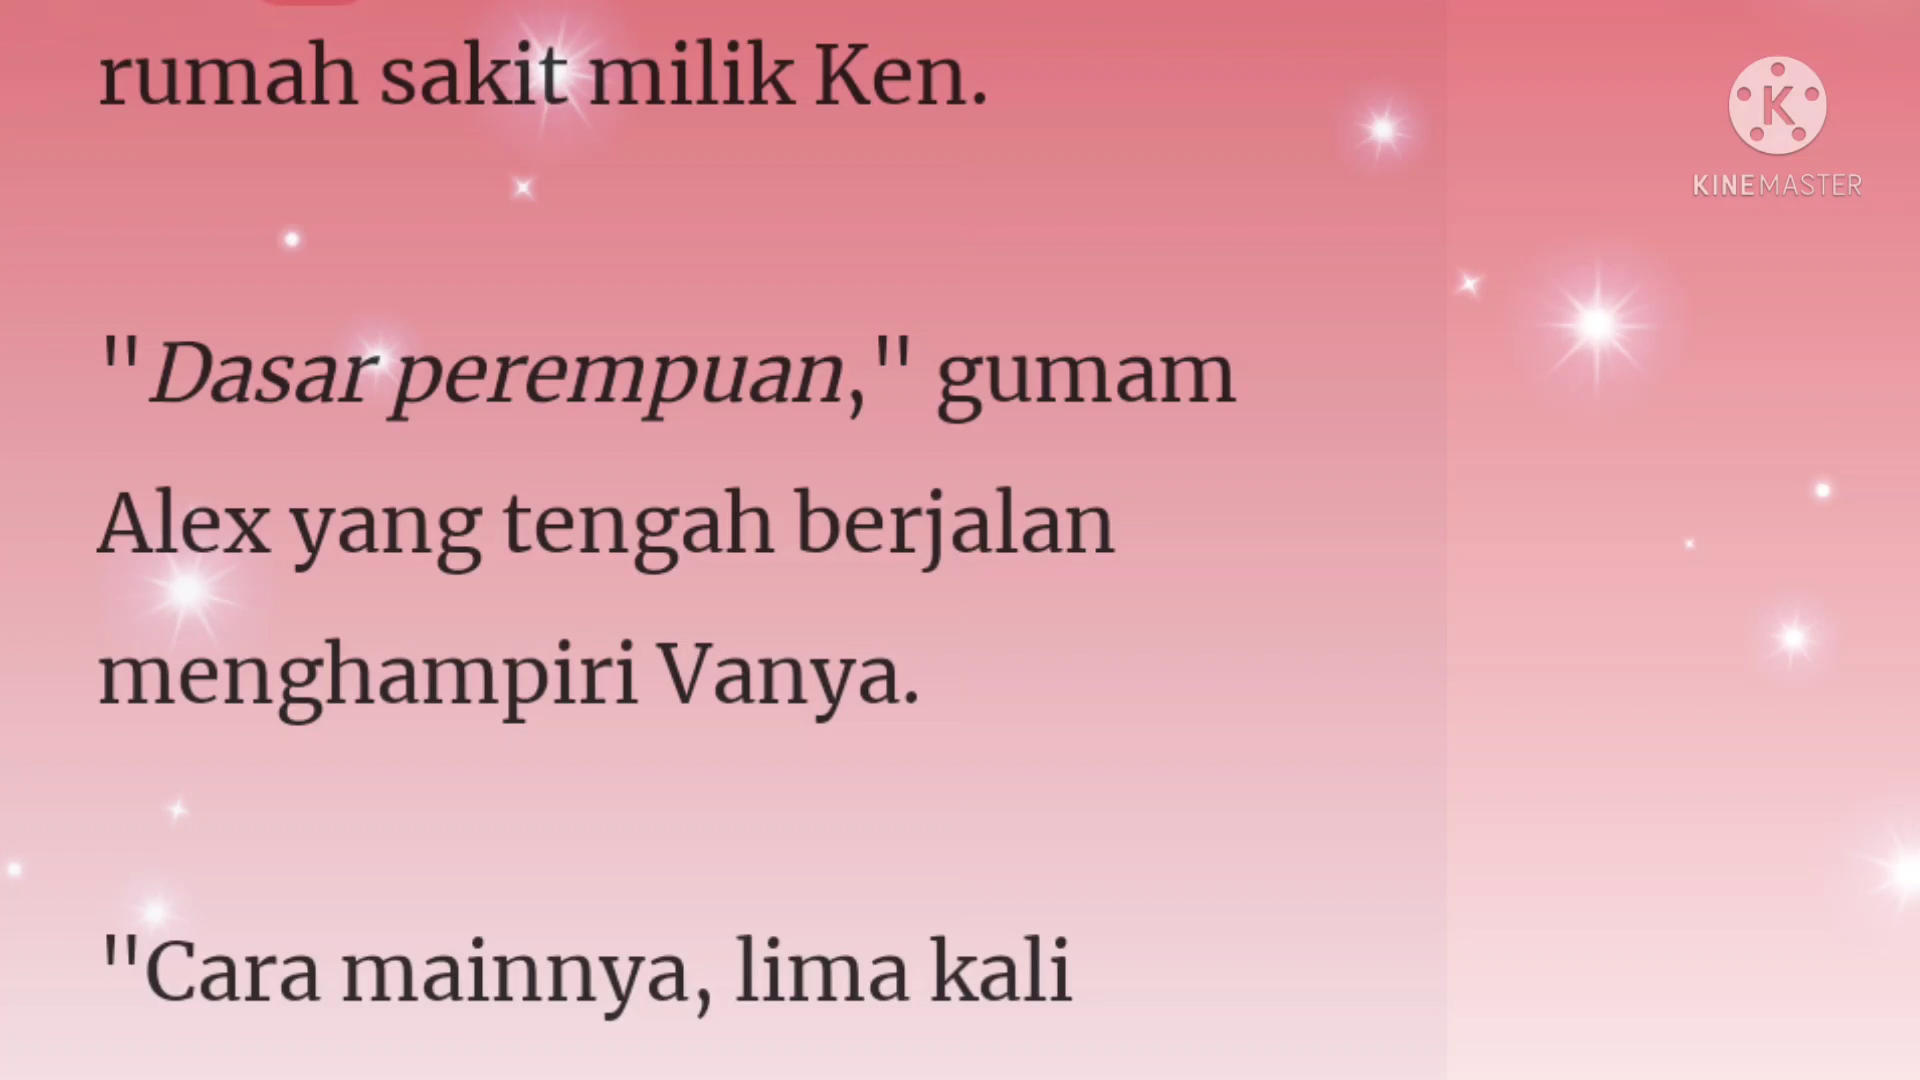 rumah sakit milik Ken.
K
KINEMASTER
"Dasar perempuan," gumam
Alex yang tengah berjalan
menghampiri Vanya.
"Cara mainnya, lima kali